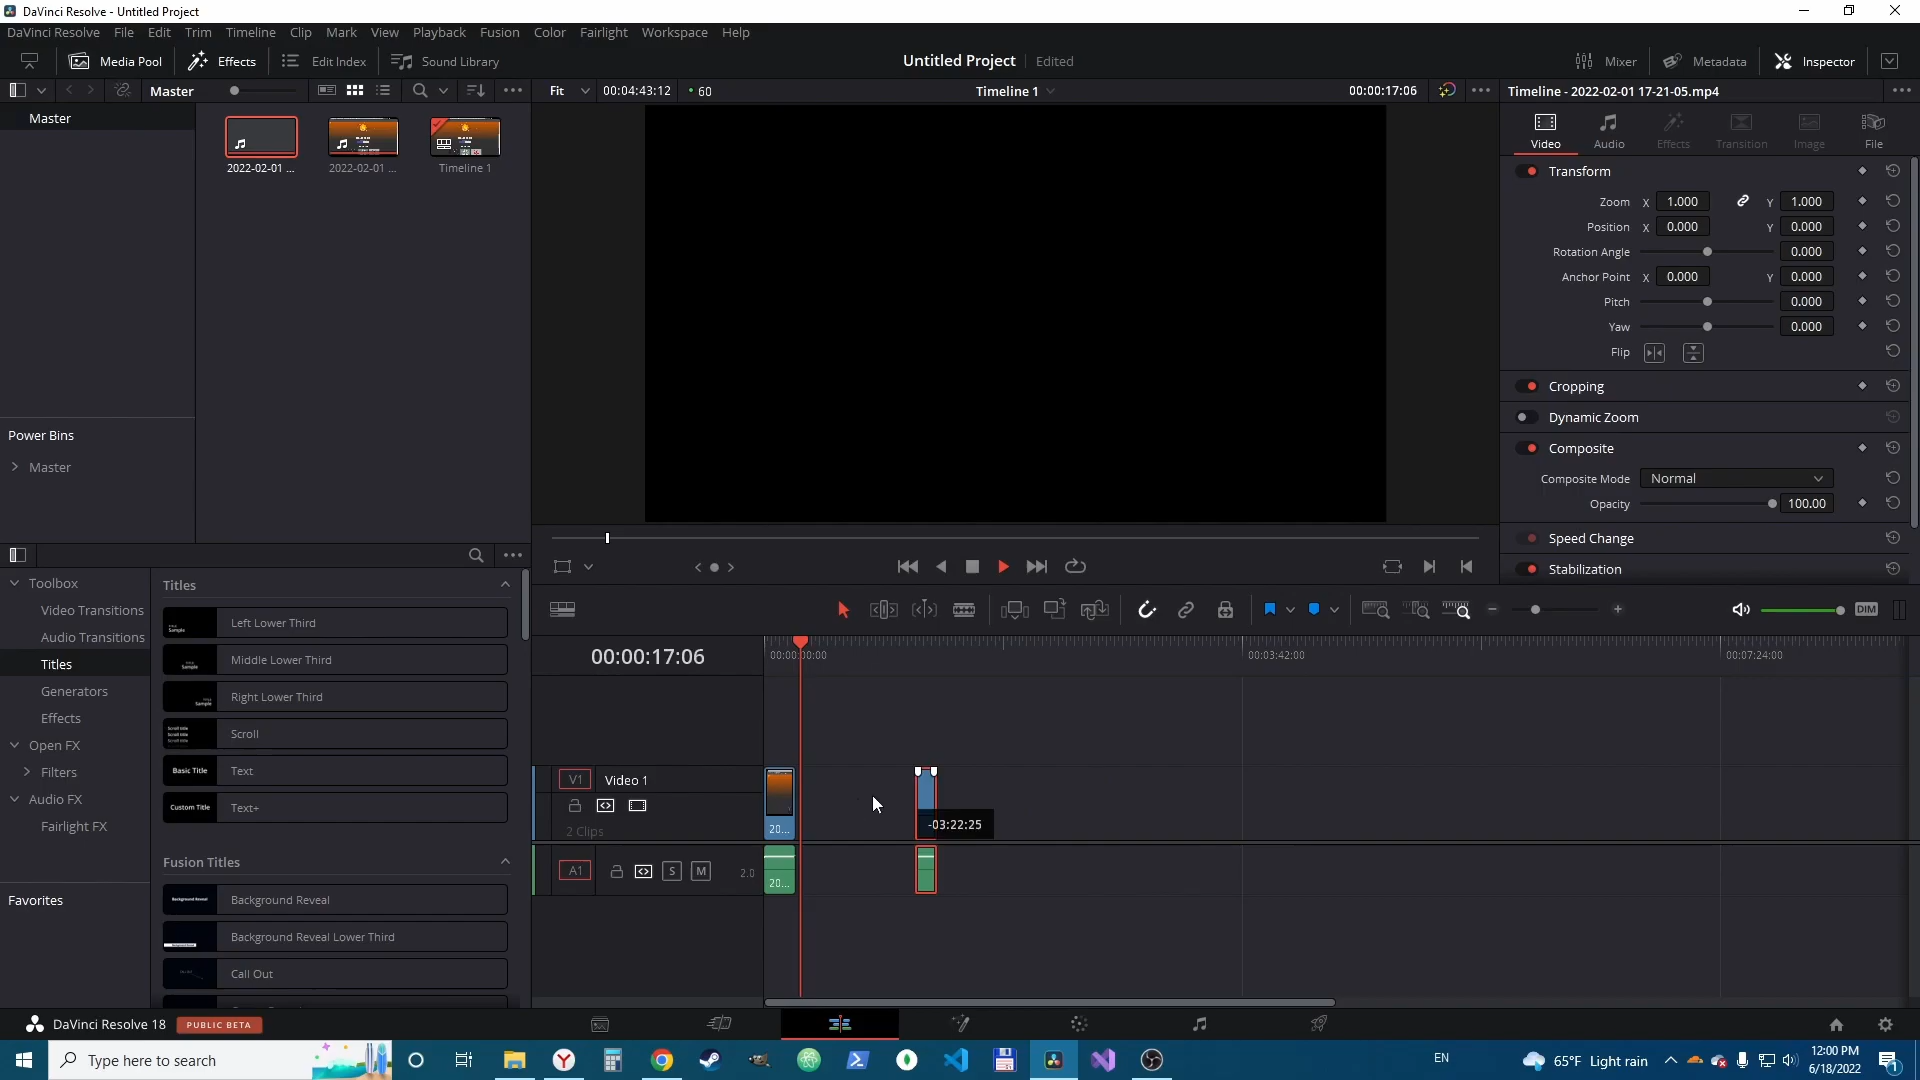 DaVinci Resolve - Untitled Project
DaVinci Resolve File Edit Trim Timeline Clip Mark View Playback Fusion Color Fairlight Workspace Help
Media Pool Effects Edit Index Sound Library Untitled Project Edited Mixer Metadata Inspector
Master Fit 00:04:43:12 60 Timeline 1 00:00:17:06 Timeline - 2022-02-01 17-21-05.mp4
Master
2022-02-01 ... 2022-02-01 ... Timeline 1
Video Audio Effects Transition Image File
Transform
Zoom X 1.000 Y 1.000
Position X 0.000 Y 0.000
Rotation Angle 0.000
Anchor Point X 0.000 Y 0.000
Pitch 0.000
Yaw 0.000
Flip
Cropping
Dynamic Zoom
Composite
Composite Mode Normal
Opacity 100.00
Speed Change
Stabilization
Power Bins
Master
Toolbox
Video Transitions
Audio Transitions
Titles
Generators
Effects
Open FX
Filters
Audio FX
Fairlight FX
Favorites
Titles
Left Lower Third
Middle Lower Third
Right Lower Third
Scroll
Basic Title Text
Custom Title Text+
Fusion Titles
Background Reveal Background Reveal
Background Reveal Lower Third
Call Out
DIM
00:00:17:06 00:00:00:00 00:03:42:00 00:07:24:00
V1 Video 1
2 Clips
20...
-03:22:25
A1 S M 2.0
20...
DaVinci Resolve 18 PUBLIC BETA
Type here to search
EN
65°F Light rain
12:00 PM
6/18/2022
1